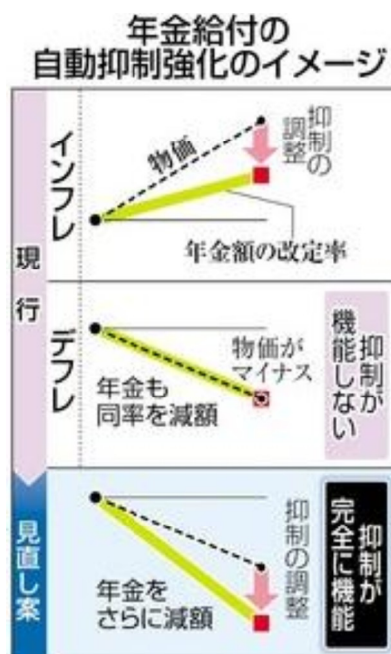 年金給付の
自動抑制強化のイメージ
現行
インフレ
物価
抑制の
調整
年金額の改定率
デフレ
物価が
マイナス
年金も
同率を減額
抑制が
機能しない
見直し案
抑制の調整
年金を
さらに減額
抑制が
完全に機能